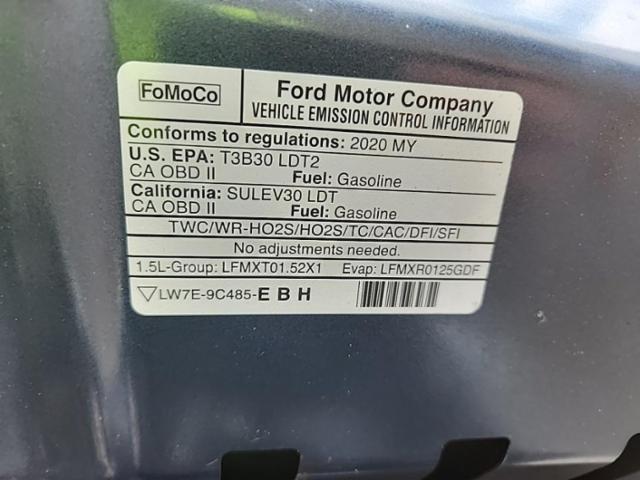 FoMoCo
Ford Motor Company
VEHICLE EMISSION CONTROL INFORMATION
Conforms to regulations: 2020 MY
U.S. EPA: T3B30 LDT2
CA OBD II Fuel: Gasoline
California: SULEV30 LDT
CA OBD II Fuel: Gasoline
TWC/WR-HO2S/HO2S/TC/CAC/DFI/SFI
No adjustments needed.
1.5L-Group: LFMXT01.52X1 Evap: LFMXR0125GDF
LW7E-9C485-E B H